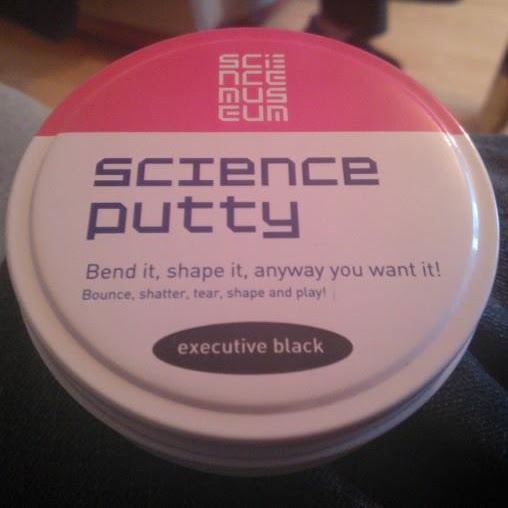 SCIE
NCE
MUS
EUM
science
putty
Bend it, shape it, anyway you want it!
Bounce, shatter, tear, shape and play!
executive black